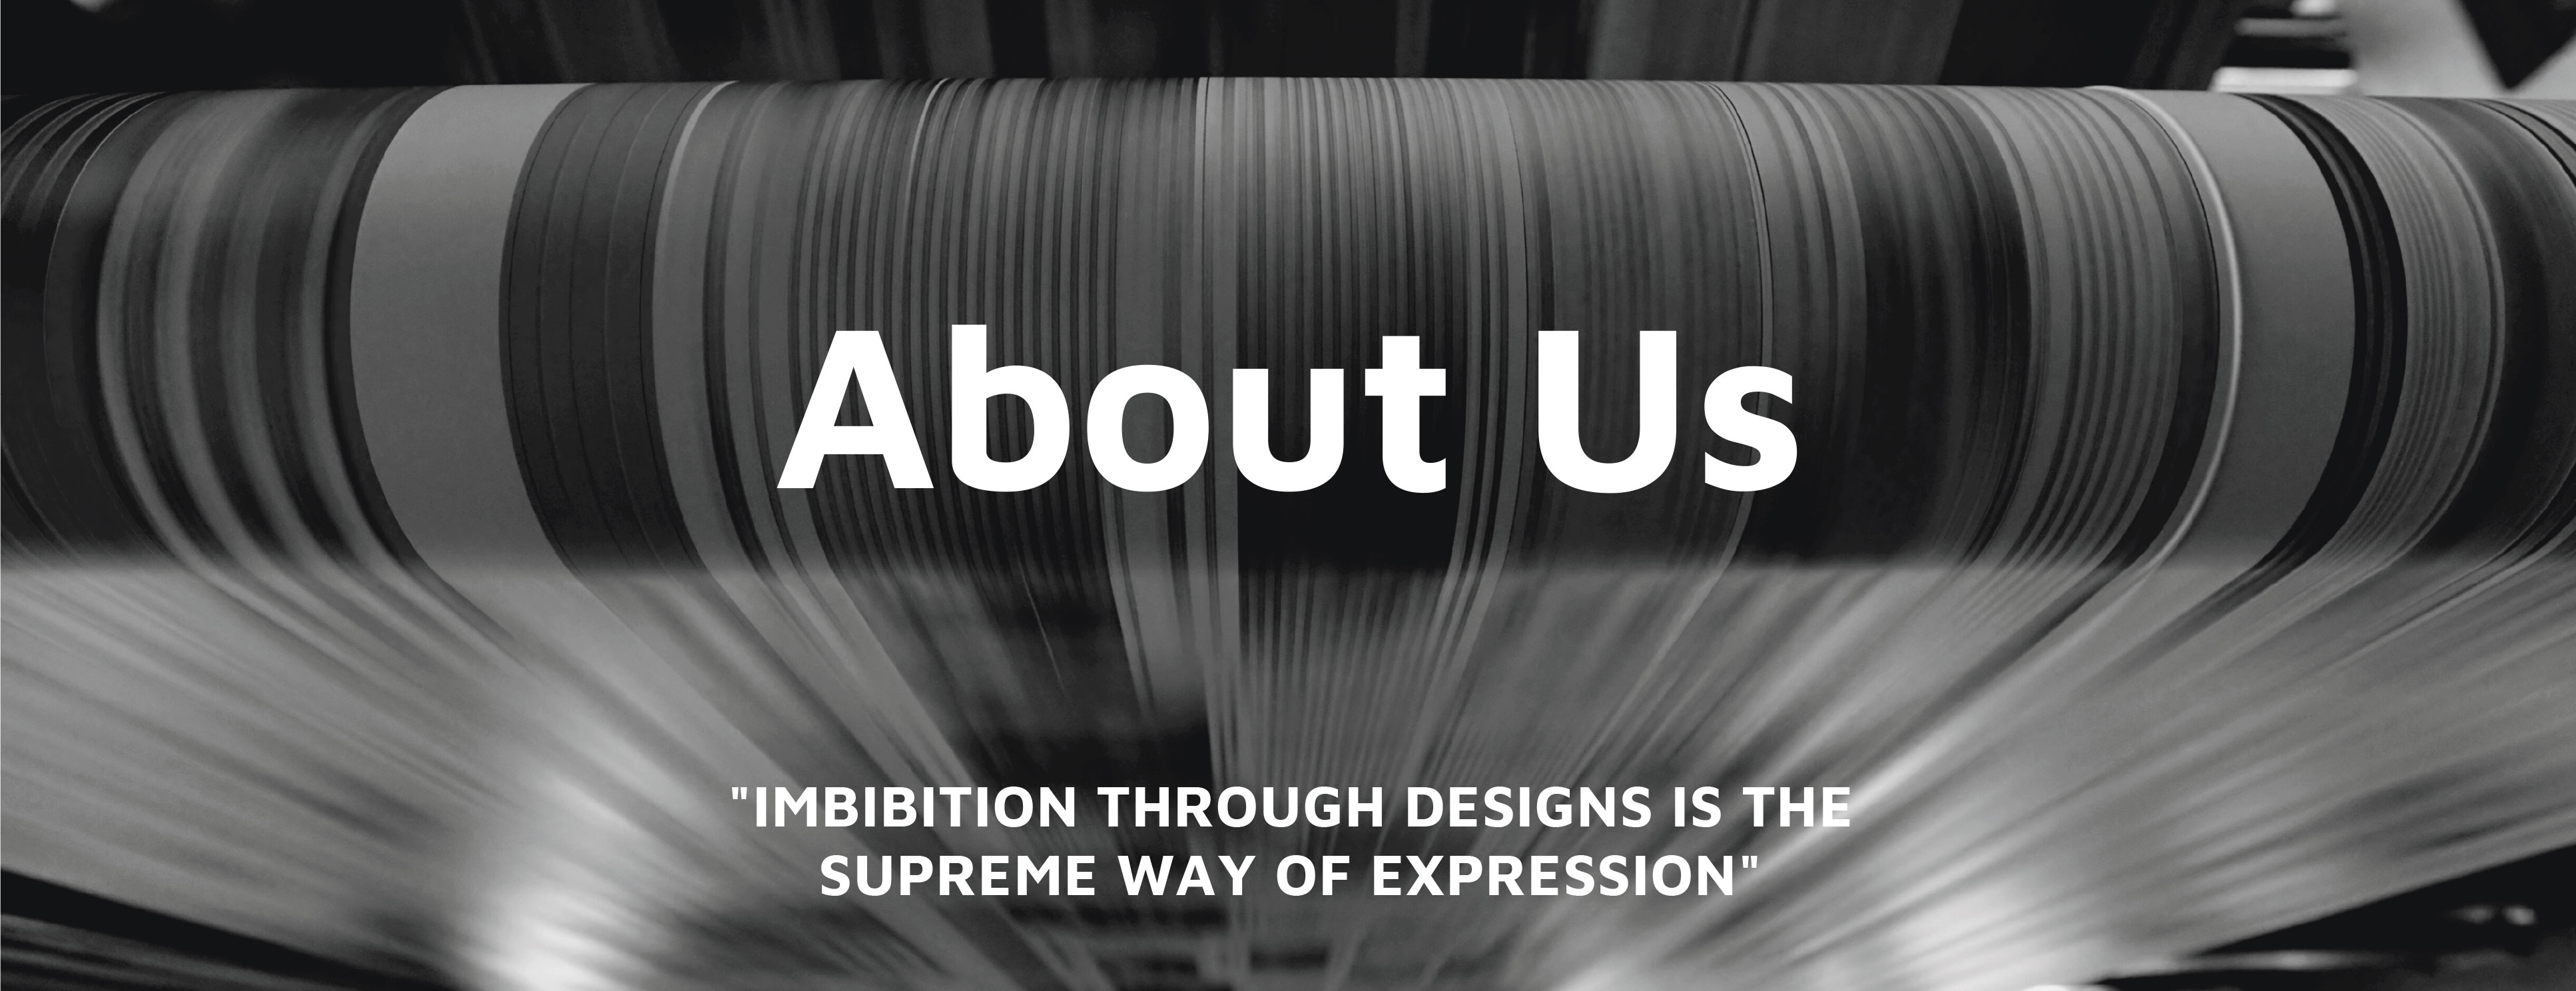 About Us
"IMBIBITION THROUGH DESIGNS IS THE
SUPREME WAY OF EXPRESSION"